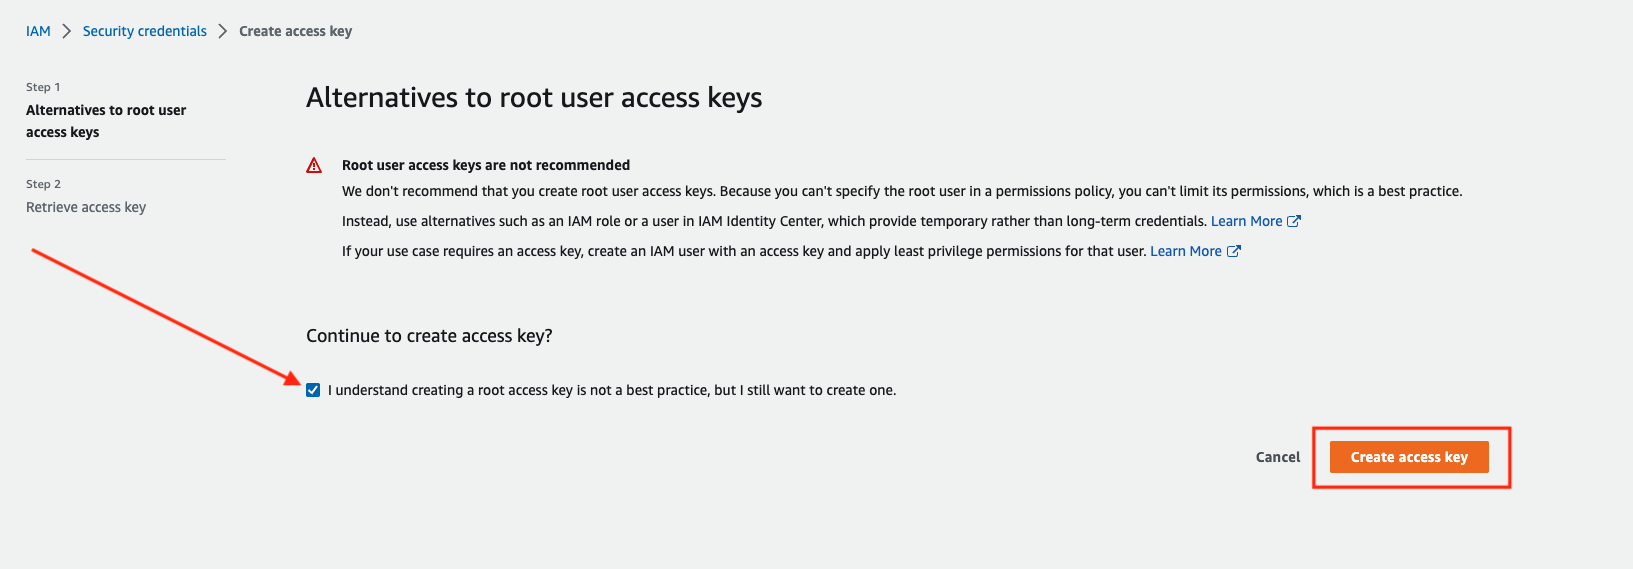 IAM > Security credentials > Create access key
Step 1
Alternatives to root user
access keys
Step 2
Retrieve access key
Alternatives to root user access keys
Root user access keys are not recommended
We don't recommend that you create root user access keys. Because you can't specify the root user in a permissions policy, you can't limit its permissions, which is a best practice.
Instead, use alternatives such as an IAM role or a user in IAM Identity Center, which provide temporary rather than long-term credentials. Learn More
If your use case requires an access key, create an IAM user with an access key and apply least privilege permissions for that user. Learn More
Continue to create access key?
I understand creating a root access key is not a best practice, but I still want to create one.
Cancel
Create access key